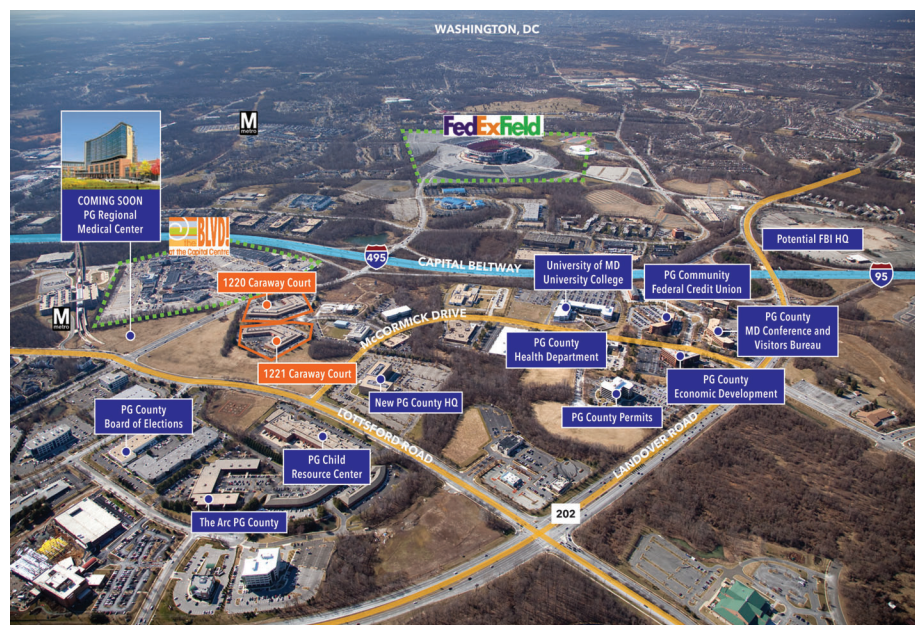 WASHINGTON, DC
M
metro
FedExField
COMING SOON
PG Regional
Medical Center
the
BLVD!
at the Capital Centre
Potential FBI HQ
INTERSTATE
495
CAPITAL BELTWAY
95
1220 Caraway Court
University of MD
University College
PG Community
Federal Credit Union
M
metro
McCORMICK DRIVE
PG County
MD Conference and
Visitors Bureau
PG County
Health Department
1221 Caraway Court
PG County
Economic Development
New PG County HQ
PG County Permits
PG County
Board of Elections
LOTTSFORD ROAD
LANDOVER ROAD
PG Child
Resource Center
The Arc PG County
202